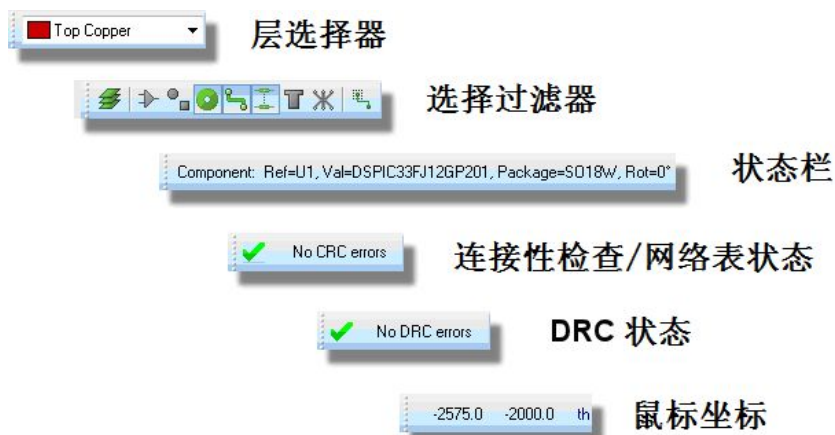 Top Copper 层选择器
选择过滤器
Component: Ref=U1, Val=DSPIC33FJ12GP201, Package=SO18W, Rot=0° 状态栏
No CRC errors 连接性检查/网络表状态
No DRC errors DRC 状态
-2575.0 -2000.0 th 鼠标坐标